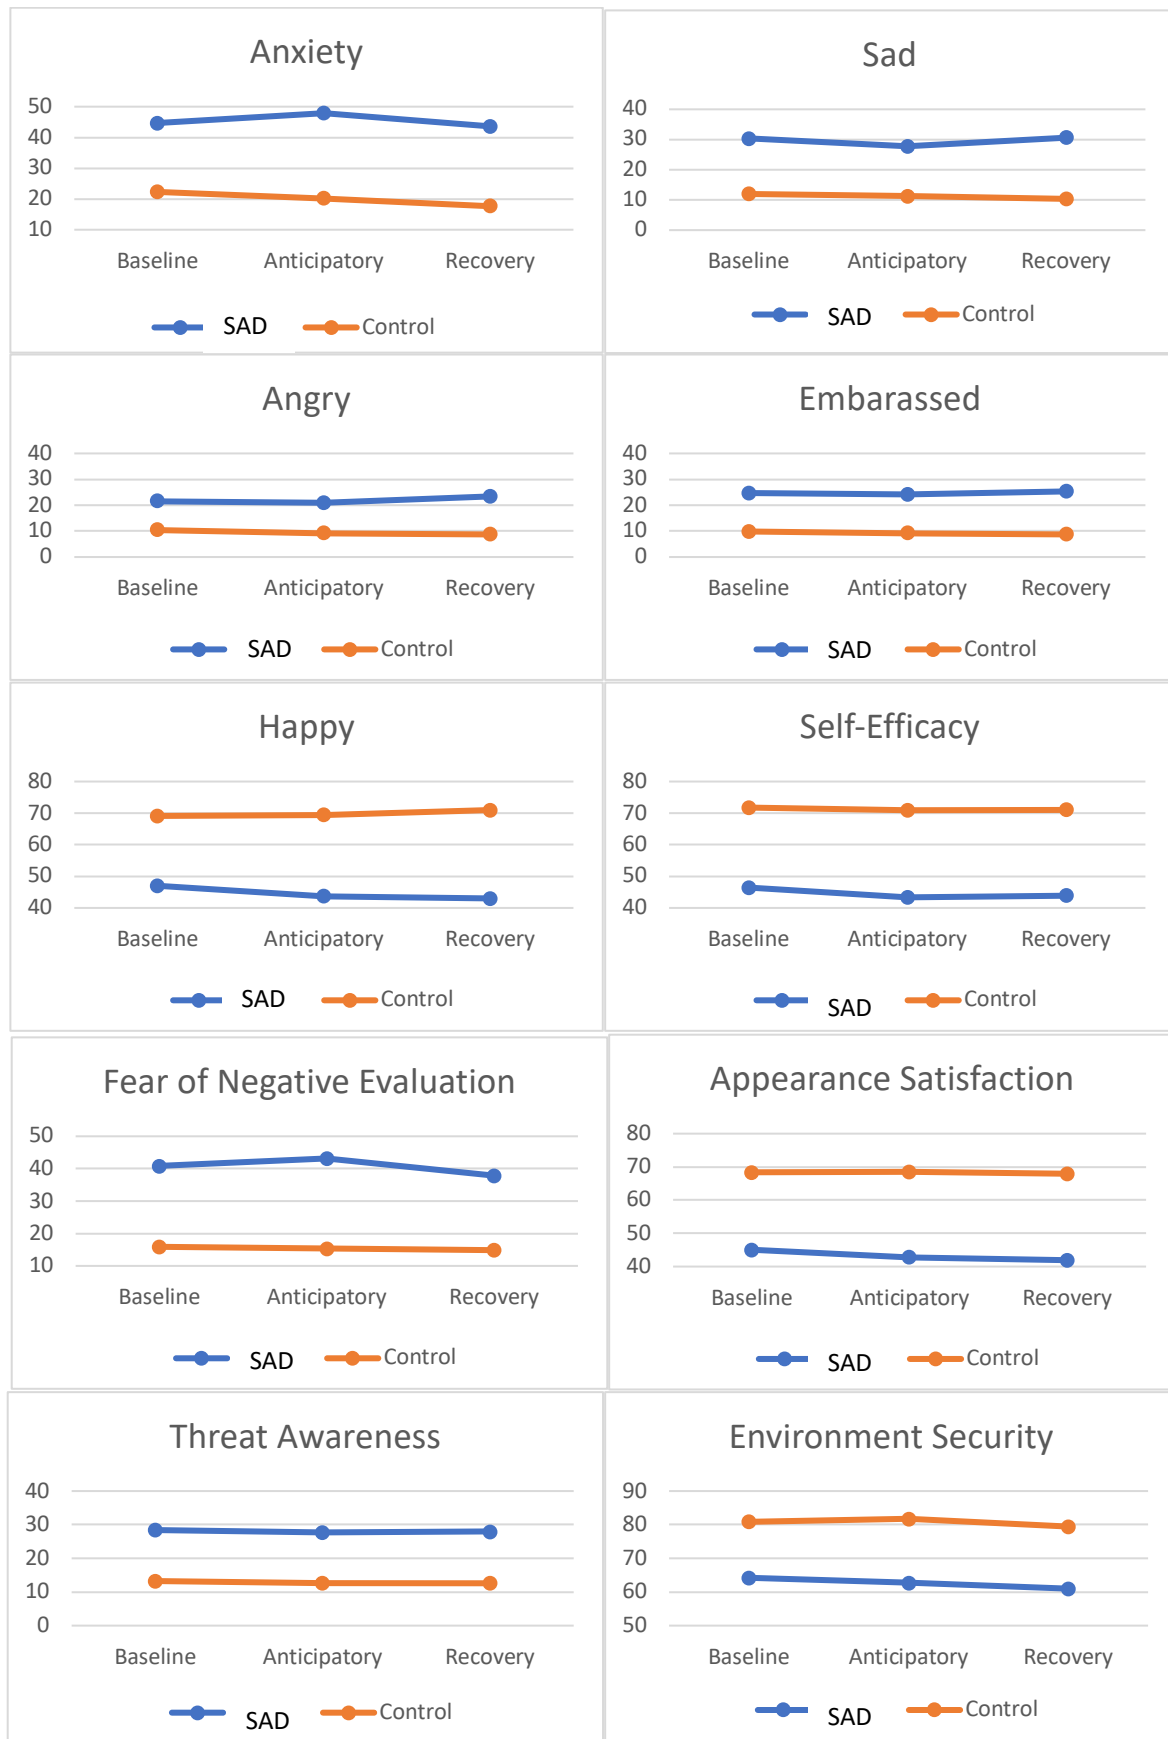 Anxiety
50
40
30
20
10
Baseline Anticipatory Recovery
SAD Control
Sad
40
30
20
10
0
Baseline Anticipatory Recovery
SAD Control
Angry
40
30
20
10
0
Baseline Anticipatory Recovery
SAD Control
Embarassed
40
30
20
10
0
Baseline Anticipatory Recovery
SAD Control
Happy
80
70
60
50
40
Baseline Anticipatory Recovery
SAD Control
Self-Efficacy
80
70
60
50
40
Baseline Anticipatory Recovery
SAD Control
Fear of Negative Evaluation
50
40
30
20
10
Baseline Anticipatory Recovery
SAD Control
Appearance Satisfaction
80
70
60
50
40
Baseline Anticipatory Recovery
SAD Control
Threat Awareness
40
30
20
10
0
Baseline Anticipatory Recovery
SAD Control
Environment Security
90
80
70
60
50
Baseline Anticipatory Recovery
SAD Control